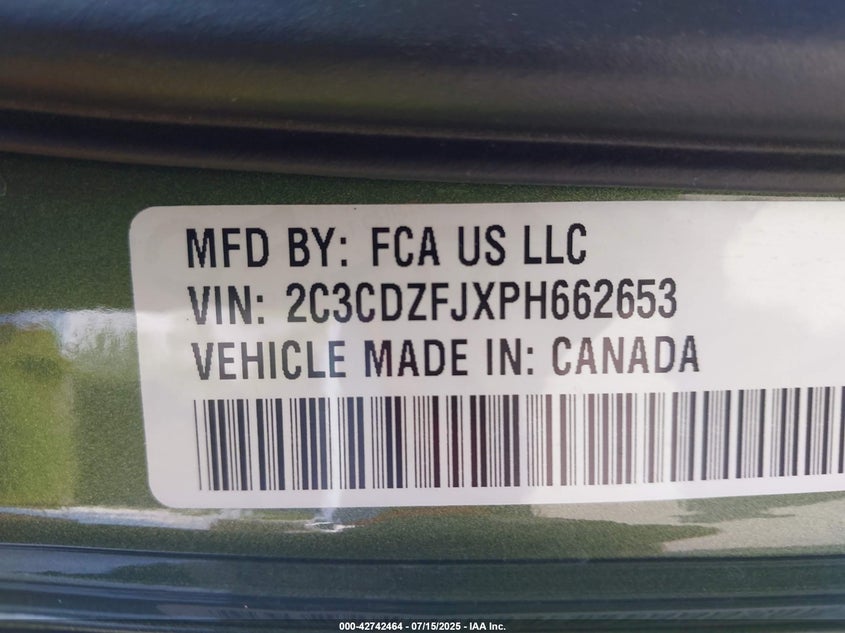 MFD BY: FCA US LLC
VIN: 2C3CDZFJXPH662653
VEHICLE MADE IN: CANADA
000-42742464 - 07/15/2025 - IAA Inc.